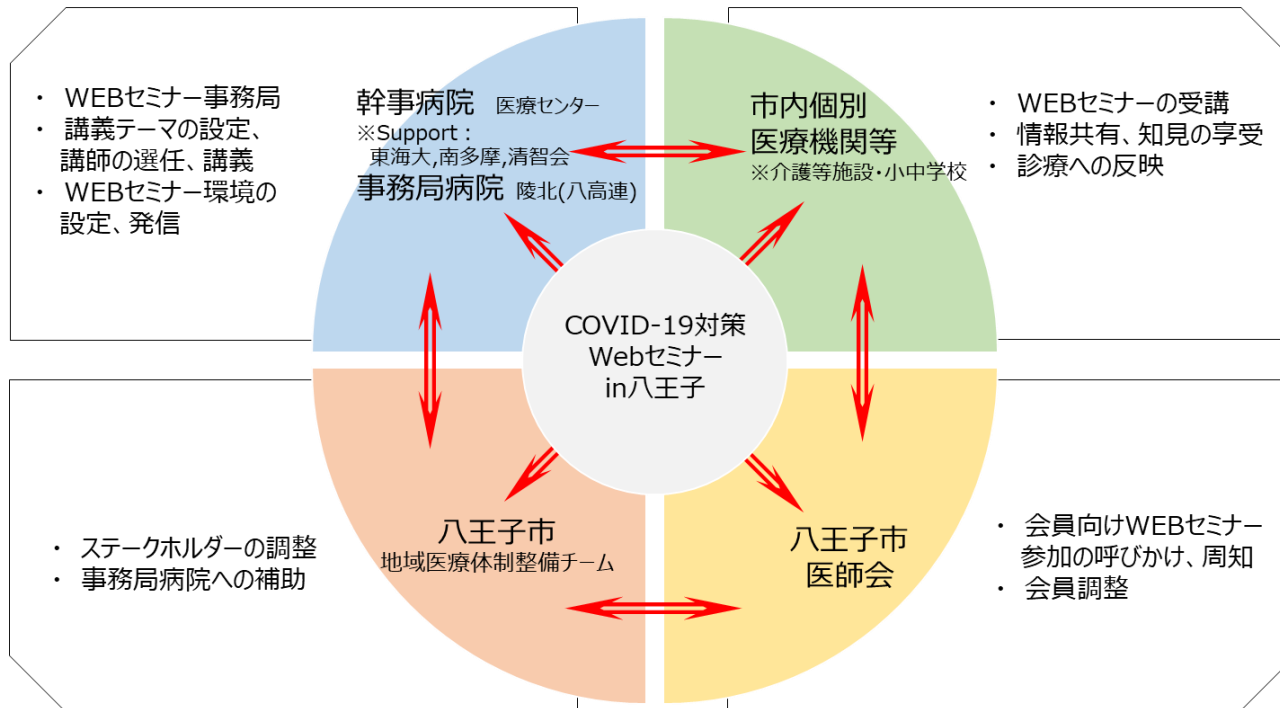 ・ WEBセミナー事務局
・ 講義テーマの設定、
講師の選任、講義
・ WEBセミナー環境の
設定、発信
幹事病院 医療センター
※Support：
東海大,南多摩,清智会
事務局病院 陵北(八高連)
市内個別
医療機関等
※介護等施設・小中学校
・ WEBセミナーの受講
・ 情報共有、知見の享受
・ 診療への反映
COVID-19対策
Webセミナー
in八王子
・ ステークホルダーの調整
・ 事務局病院への補助
八王子市
地域医療体制整備チーム
八王子市
医師会
・ 会員向けWEBセミナー
参加の呼びかけ、周知
・ 会員調整